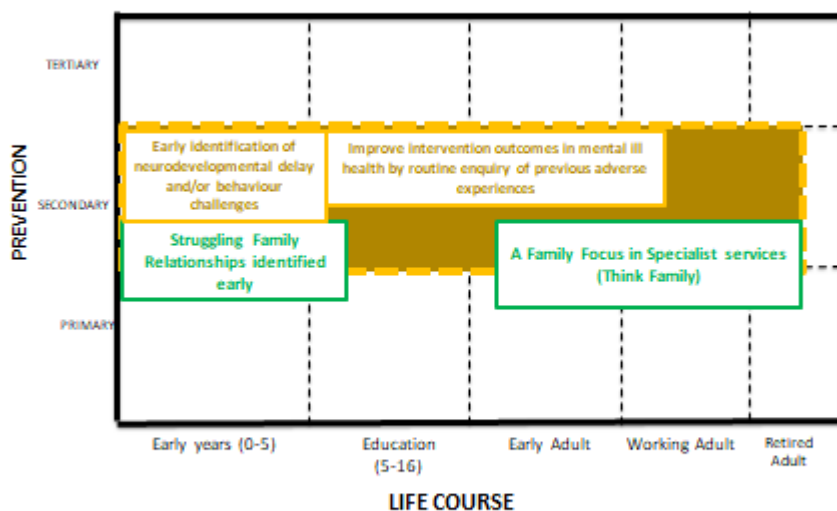 TERTIARY
PREVENTION
SECONDARY
PRIMARY
Early identification of
neurodevelopmental delay
and/or behaviour
challenges
Improve intervention outcomes in mental ill
health by routine enquiry of previous adverse
experiences
Struggling Family
Relationships identified
early
A Family Focus in Specialist services
(Think Family)
Early years (0-5)
Education
(5-16)
Early Adult
Working Adult
Retired
Adult
LIFE COURSE